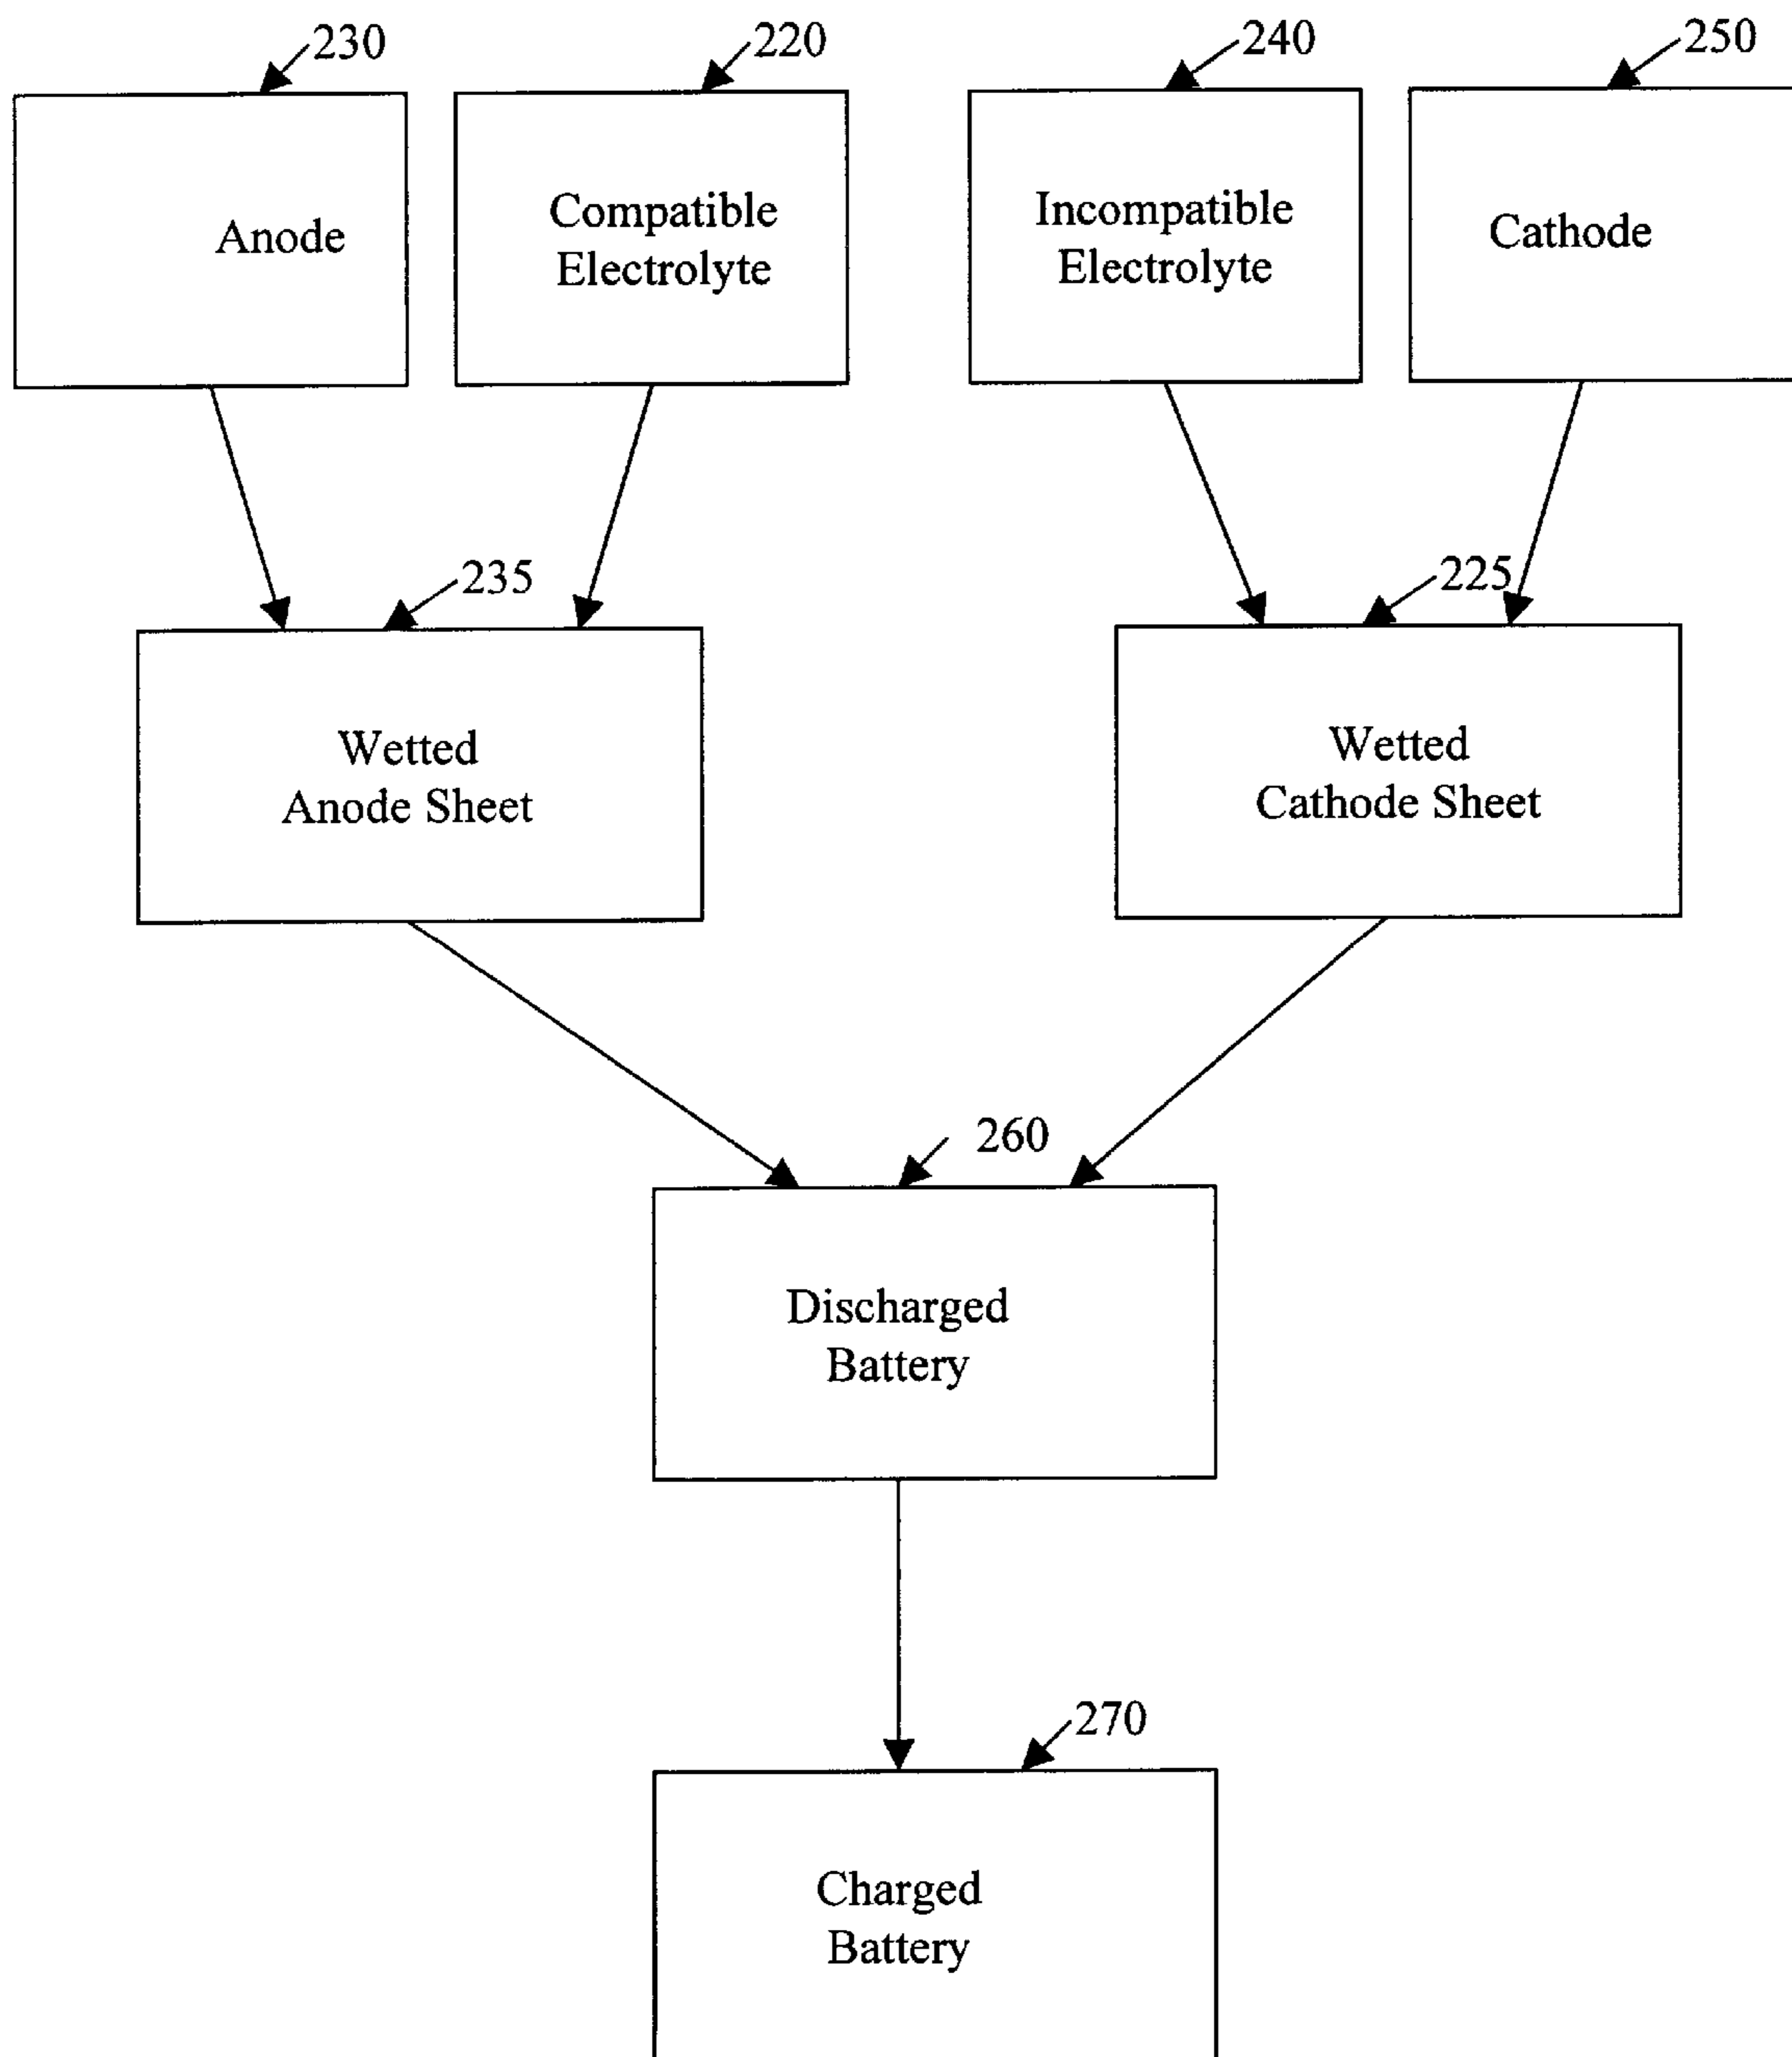 230
220
240
250
Anode
Compatible
Electrolyte
Incompatible
Electrolyte
Cathode
235
225
Wetted
Anode Sheet
Wetted
Cathode Sheet
260
Discharged
Battery
270
Charged
Battery